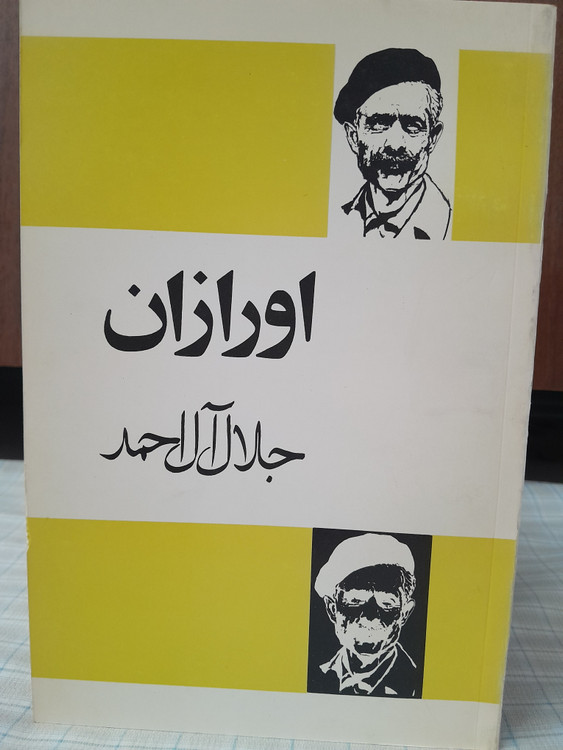 اورازان
جلال آل احمد